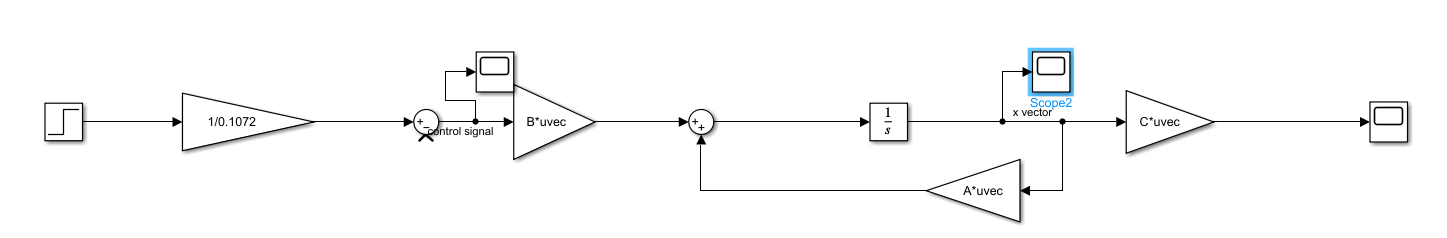 1/0.1072
+
−
control signal
B*uvec
+
+
1
s
Scope2
x vector
C*uvec
A*uvec